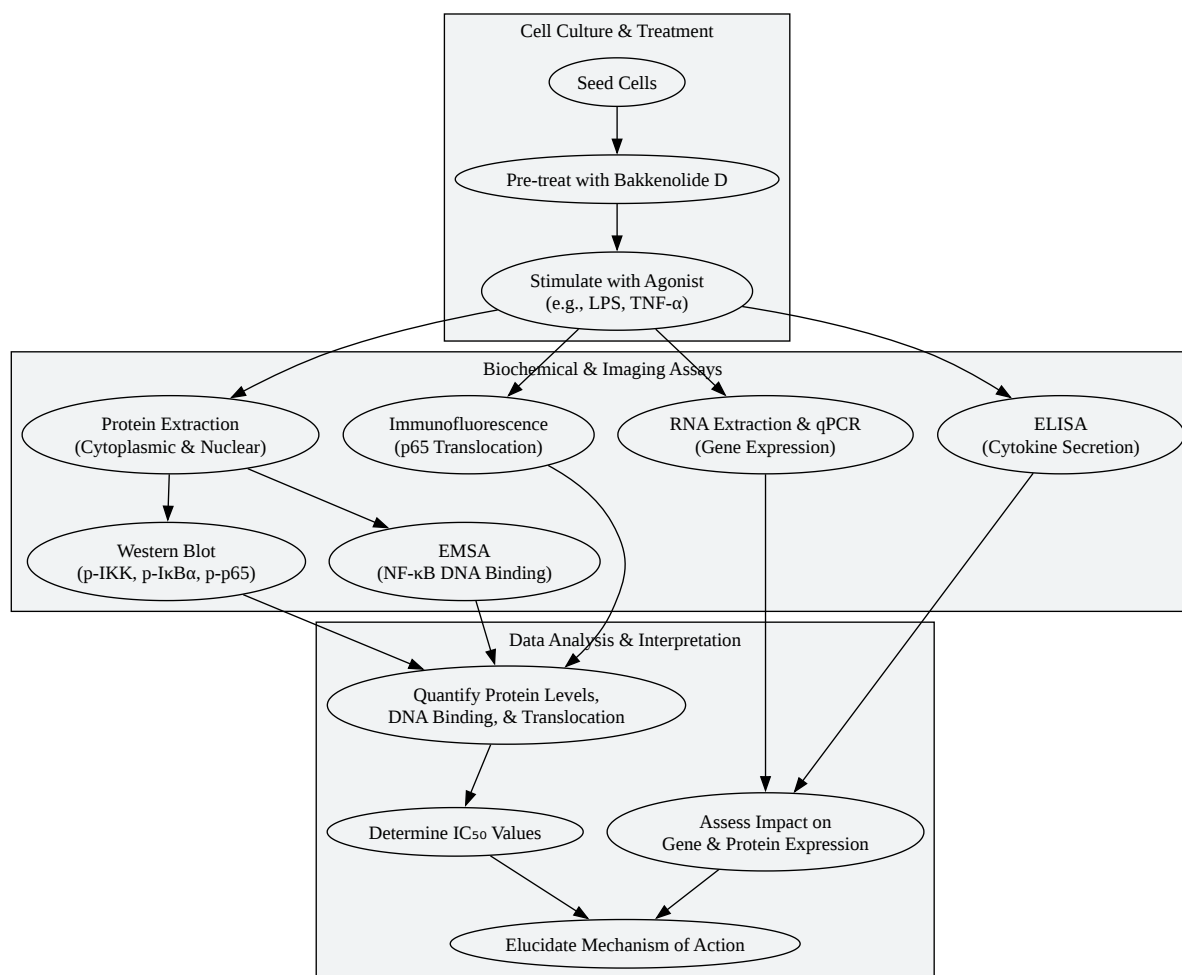 Cell Culture & Treatment
Seed Cells
Pre-treat with Bakkenolide D
Stimulate with Agonist
(e.g., LPS, TNF-α)
Biochemical & Imaging Assays
Protein Extraction
(Cytoplasmic & Nuclear)
Immunofluorescence
(p65 Translocation)
RNA Extraction & qPCR
(Gene Expression)
ELISA
(Cytokine Secretion)
Western Blot
(p-IKK, p-IκBα, p-p65)
EMSA
(NF-κB DNA Binding)
Data Analysis & Interpretation
Quantify Protein Levels,
DNA Binding, & Translocation
Determine IC₅₀ Values
Assess Impact on
Gene & Protein Expression
Elucidate Mechanism of Action